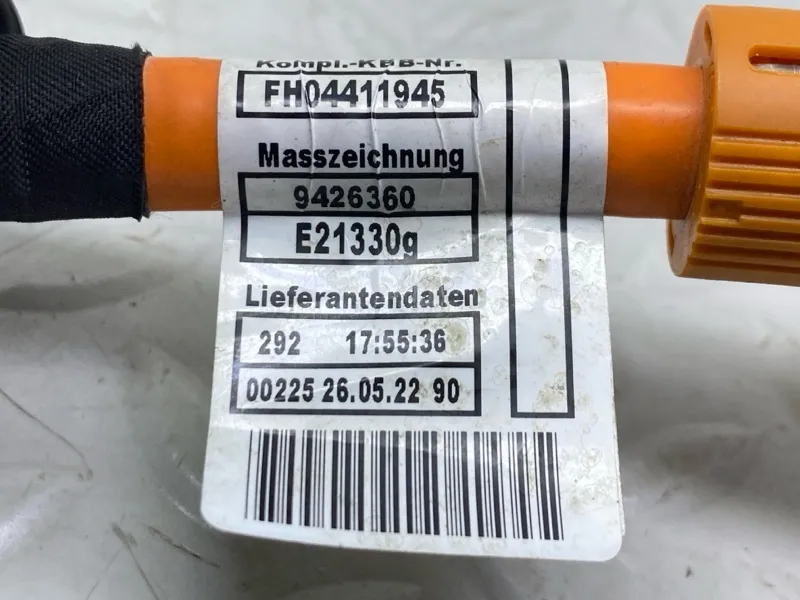 Kompl.-KBB-Nr.
FH04411945
Masszeichnung
9426360
E21330g
Lieferantendaten
292 17:55:36
00225 26.05.22 90